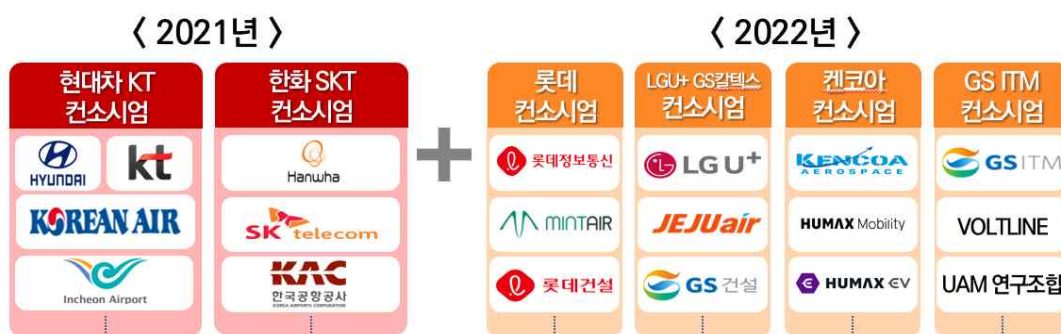 < 2021년 >
< 2022년 >
현대차 KT
컨소시엄
한화 SKT
컨소시엄
롯데
컨소시엄
LGU+ GS칼텍스
컨소시엄
켄코아
컨소시엄
GS ITM
컨소시엄
HYUNDAI
kt
Hanwha
KOREAN AIR
SK telecom
Incheon Airport
KAC
한국공항공사
KOREA AIRPORTS CORPORATION
+
롯데정보통신
LG U+
KENCOA
AEROSPACE
GS ITM
MINTAIR
JEJUair
HUMAX Mobility
VOLTLINE
롯데건설
GS건설
HUMAX EV
UAM 연구조합